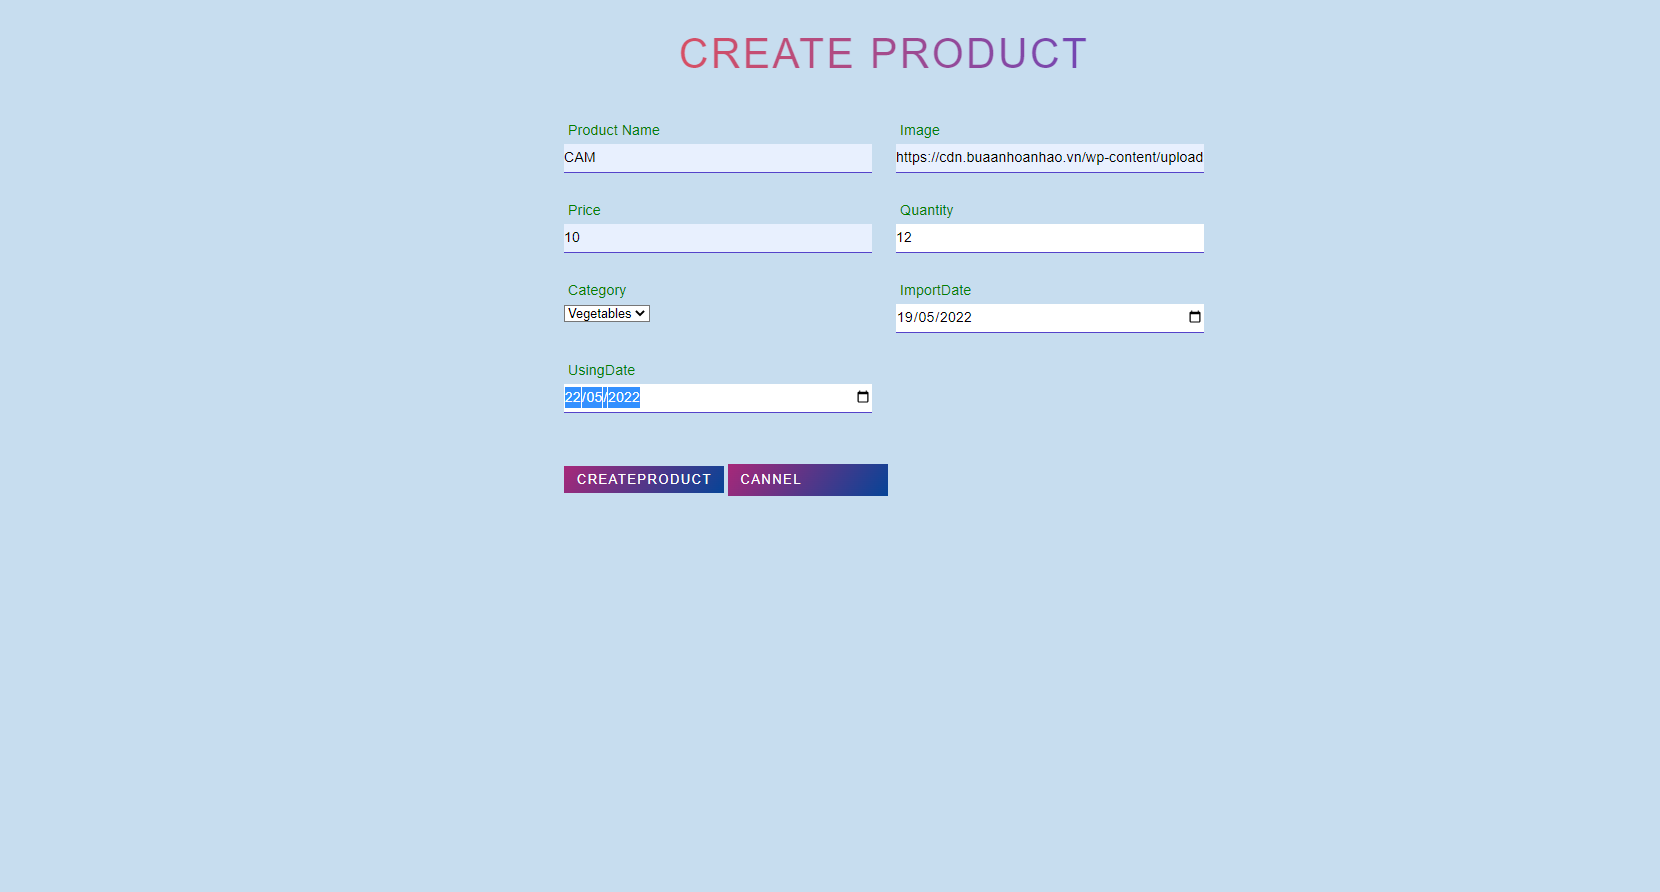 CREATE PRODUCT
Product Name
Image
CAM
https://cdn.buaanhoanhao.vn/wp-content/upload
Price
Quantity
10
12
Category
ImportDate
Vegetables
19/05/2022
UsingDate
22/05/2022
CREATEPRODUCT
CANNEL